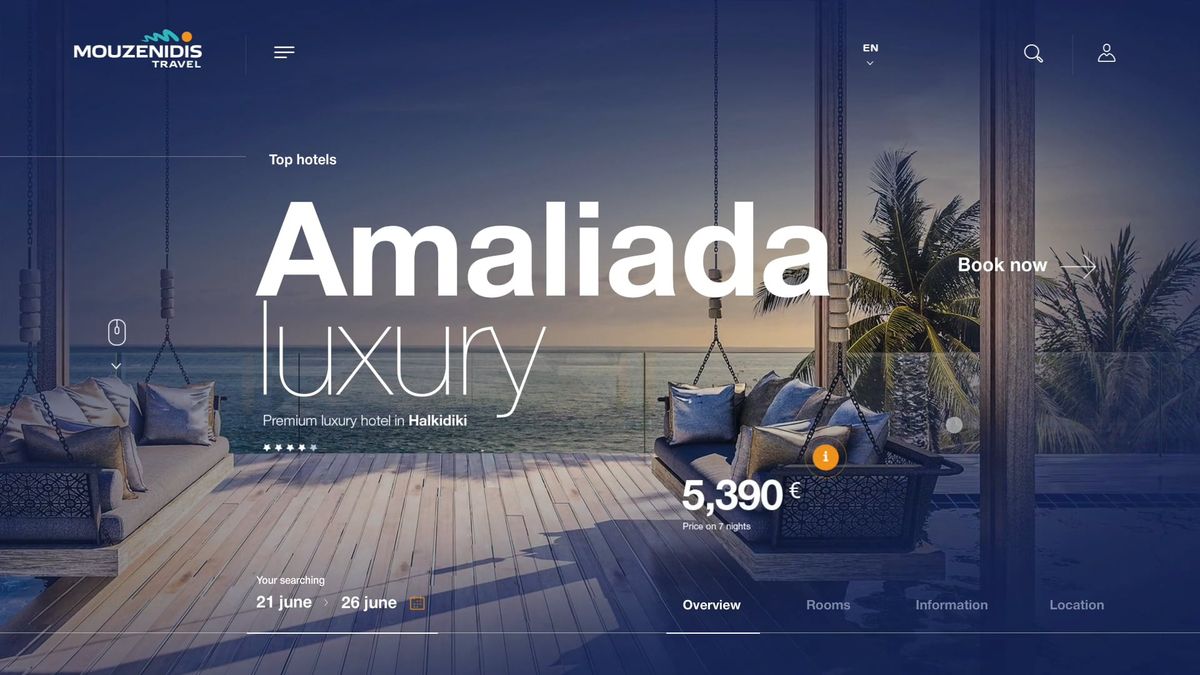 MOUZENIDIS
TRAVEL
EN
Top hotels
Amaliada
luxury
Book now
Premium luxury hotel in Halkidiki
i
5,390 €
Price on 7 nights
Your searching
21 june
26 june
Overview
Rooms
Information
Location